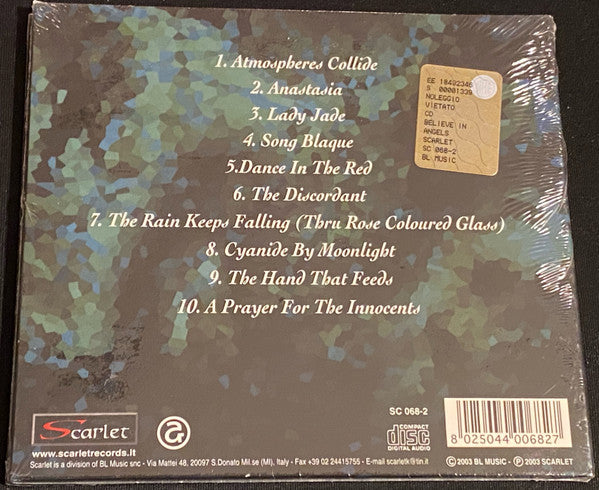 1. Atmospheres Collide
2. Anastasia
3. Lady Jade
4. Song Blaque
5.Dance In The Red
6. The Discordant
7. The Rain Keeps Falling (Thru Rose Coloured Glass)
8. Cyanide By Moonlight
9. The Hand That Feeds
10. A Prayer For The Innocents
EE 18492346
S 00001339
NOLEGGIO
VIETATO
CD
BELIEVE IN
ANGELS
SCARLET
SC 068-2
BL MUSIC
Scarlet
www.scarletrecords.it
SC 068-2
COMPACT
disc
DIGITAL AUDIO
8 025044 006827
Scarlet is a division of BL Music snc - Via Mattei 48, 20097 S.Donato Mil.se (MI), Italy - Fax +39 02 24415755 - E-mail scarletk@tin.it
© 2003 BL MUSIC - ℗ 2003 SCARLET